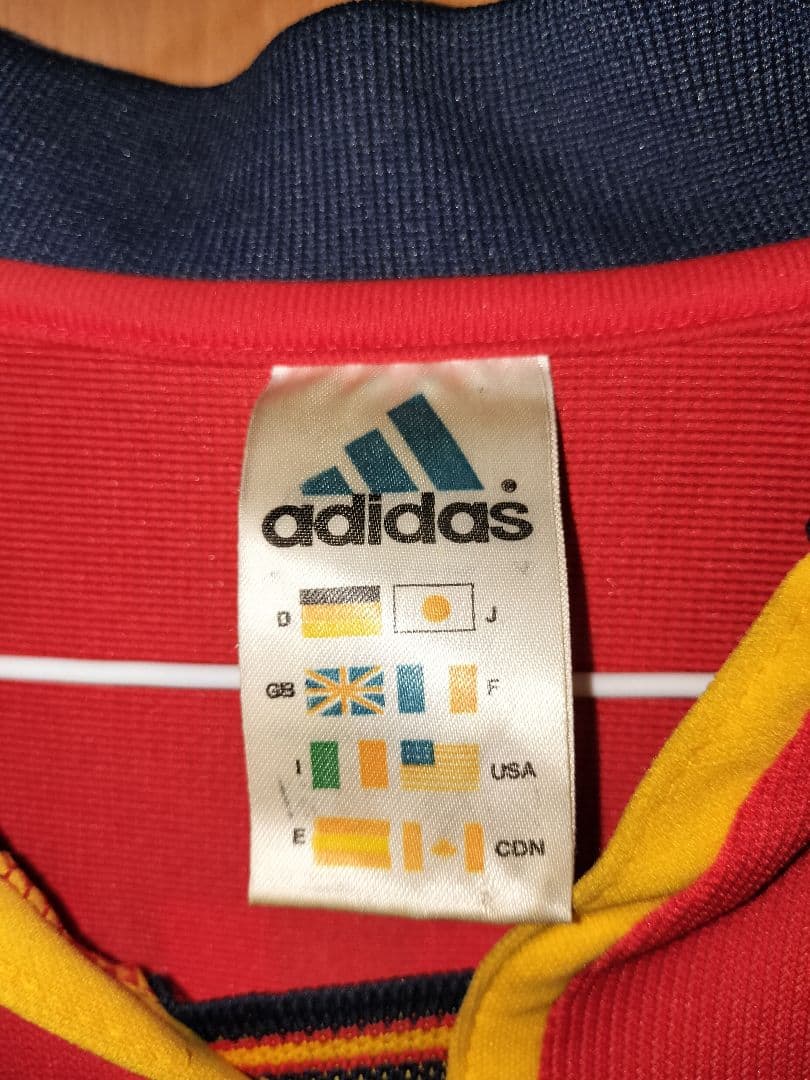 adidas®
D J
GB F
I USA
E CDN